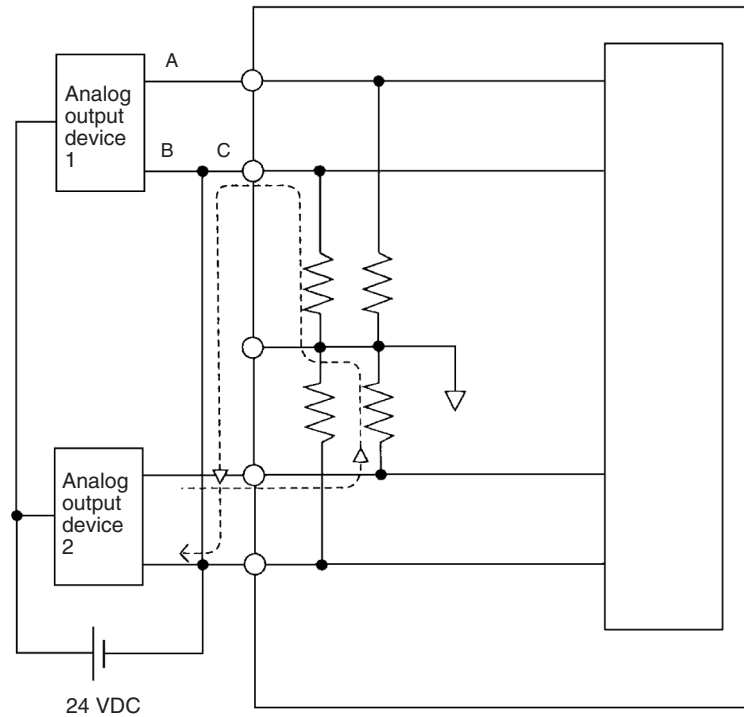 A
Analog
output
device
1
B
C
Analog
output
device
2
24 VDC